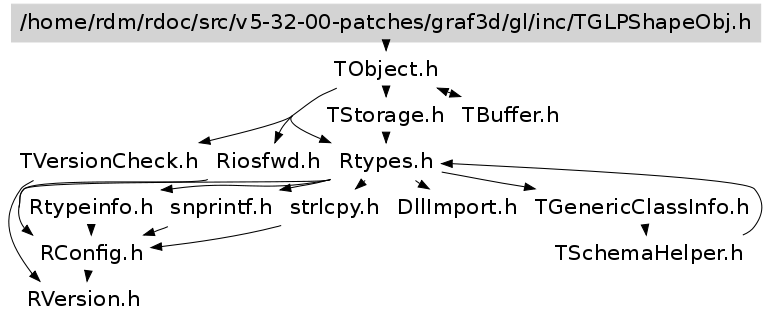 /home/rdm/rdoc/src/v5-32-00-patches/graf3d/gl/inc/TGLPShapeObj.h
TObject.h
TStorage.h TBuffer.h
TVersionCheck.h Riosfwd.h Rtypes.h
Rtypeinfo.h snprintf.h strlcpy.h DllImport.h TGenericClassInfo.h
RConfig.h TSchemaHelper.h
RVersion.h